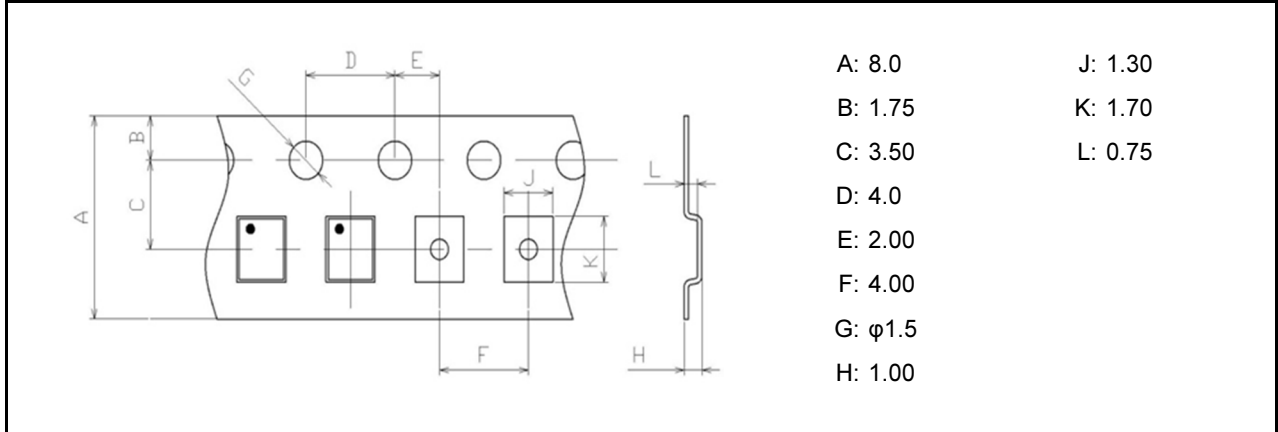 D
E
G
B
C
A
J
K
F
L
H
A: 8.0
B: 1.75
C: 3.50
D: 4.0
E: 2.00
F: 4.00
G: φ1.5
H: 1.00
J: 1.30
K: 1.70
L: 0.75